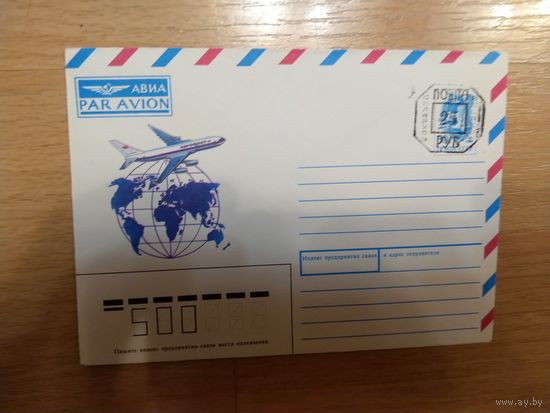 АВИА
PAR AVION
ПОШТА
РУБ
Индекс предприятия связи и адрес отправителя
500
Пишите индекс предприятия связи места назначения
www.ay.by